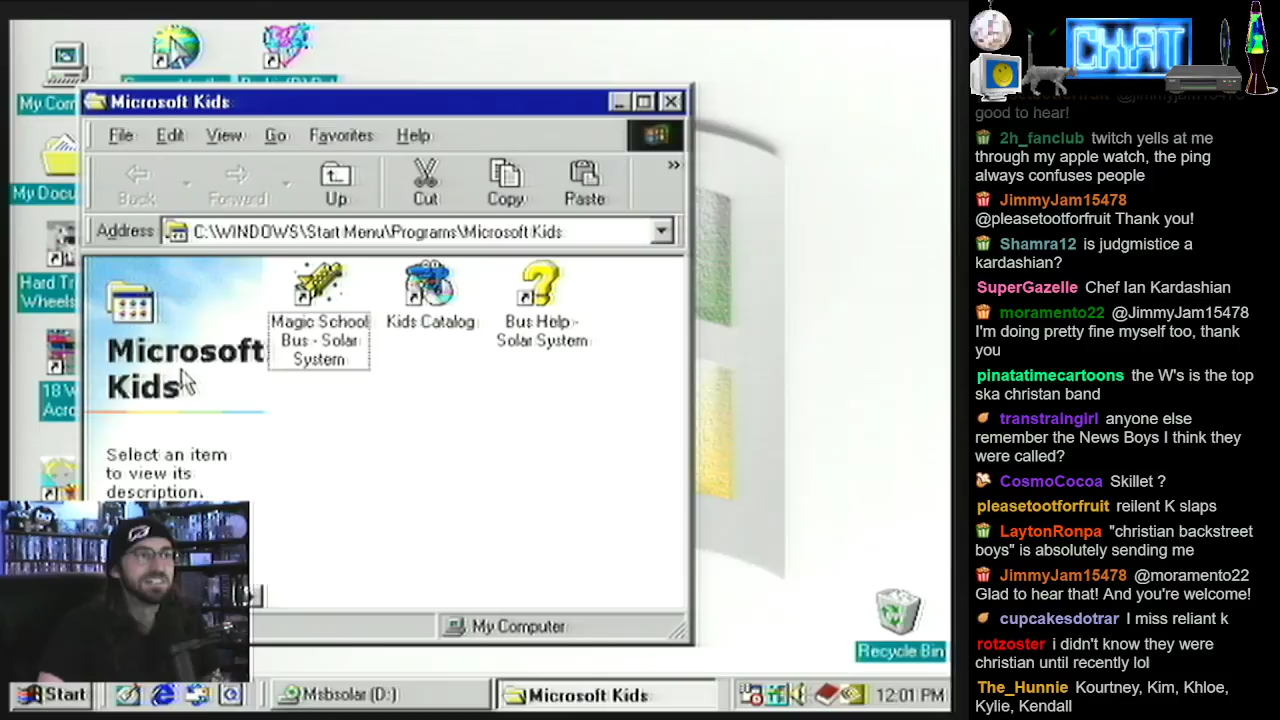 My Com
My Docu
Hard T
Wheels
18 W
Acro
Microsoft Kids
File Edit View Go Favorites Help
Back Forward Up Cut Copy Paste »
Address C:\WINDOWS\Start Menu\Programs\Microsoft Kids
Microsoft
Kids
Select an item
to view its
description.
Magic School
Bus - Solar
System
Kids Catalog
Bus Help -
Solar System
My Computer
Recycle Bin
Start Msbsolar (D:) Microsoft Kids 12:01 PM
CHAT
good to hear!
2h_fanclub twitch yells at me
through my apple watch, the ping
always confuses people
JimmyJam15478
@pleasetootforfruit Thank you!
Shamra12 is judgmistice a
kardashian?
SuperGazelle Chef Ian Kardashian
moramento22 @JimmyJam15478
I'm doing pretty fine myself too, thank
you
pinatatimecartoons the W's is the top
ska christan band
transtraingirl anyone else
remember the News Boys I think they
were called?
CosmoCocoa Skillet ?
pleasetootforfruit reilent K slaps
LaytonRonpa "christian backstreet
boys" is absolutely sending me
JimmyJam15478 @moramento22
Glad to hear that! And you're welcome!
cupcakesdotrar I miss reliant k
rotzoster i didn't know they were
christian until recently lol
The_Hunnie Kourtney, Kim, Khloe,
Kylie, Kendall